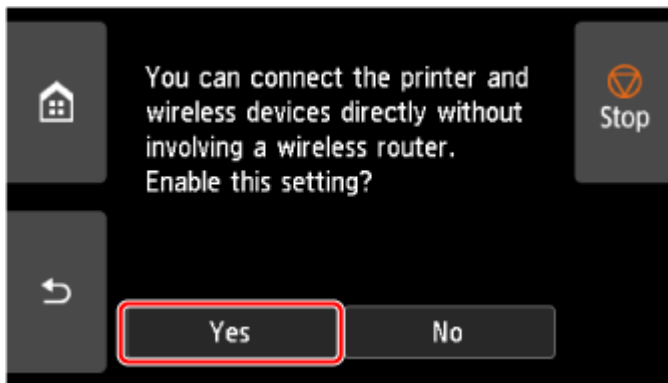 You can connect the printer and
wireless devices directly without
involving a wireless router.
Enable this setting?
Stop
Yes
No